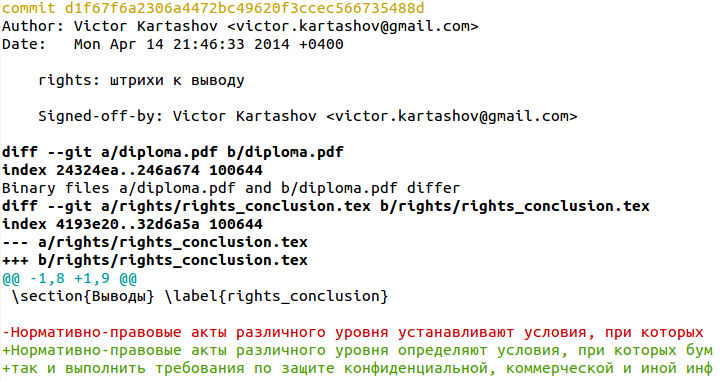 commit d1f67f6a2306a4472bc49620f3ccec566735488d
Author: Victor Kartashov <victor.kartashov@gmail.com>
Date:   Mon Apr 14 21:46:33 2014 +0400
rights: штрихи к выводу
Signed-off-by: Victor Kartashov <victor.kartashov@gmail.com>
diff --git a/diploma.pdf b/diploma.pdf
index 24324ea..246a674 100644
Binary files a/diploma.pdf and b/diploma.pdf differ
diff --git a/rights/rights_conclusion.tex b/rights/rights_conclusion.tex
index 4193e20..32d6a5a 100644
--- a/rights/rights_conclusion.tex
+++ b/rights/rights_conclusion.tex
@@ -1,8 +1,9 @@
\section{Выводы} \label{rights_conclusion}
-Нормативно-правовые акты различного уровня устанавливают условия, при которых
+Нормативно-правовые акты различного уровня определяют условия, при которых бум
+так и выполнить требования по защите конфиденциальной, коммерческой и иной инф